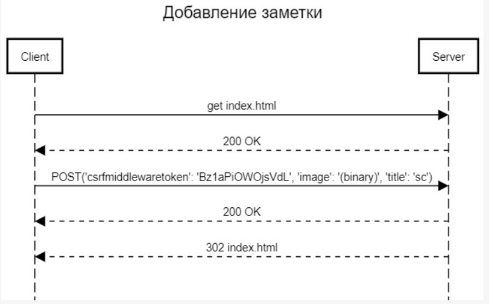 Добавление заметки
Client
Server
get index.html
200 OK
POST('csrfmiddlewaretoken': 'Bz1aPiOWOjsVdL', 'image': '(binary)', 'title': 'sc')
200 OK
302 index.html